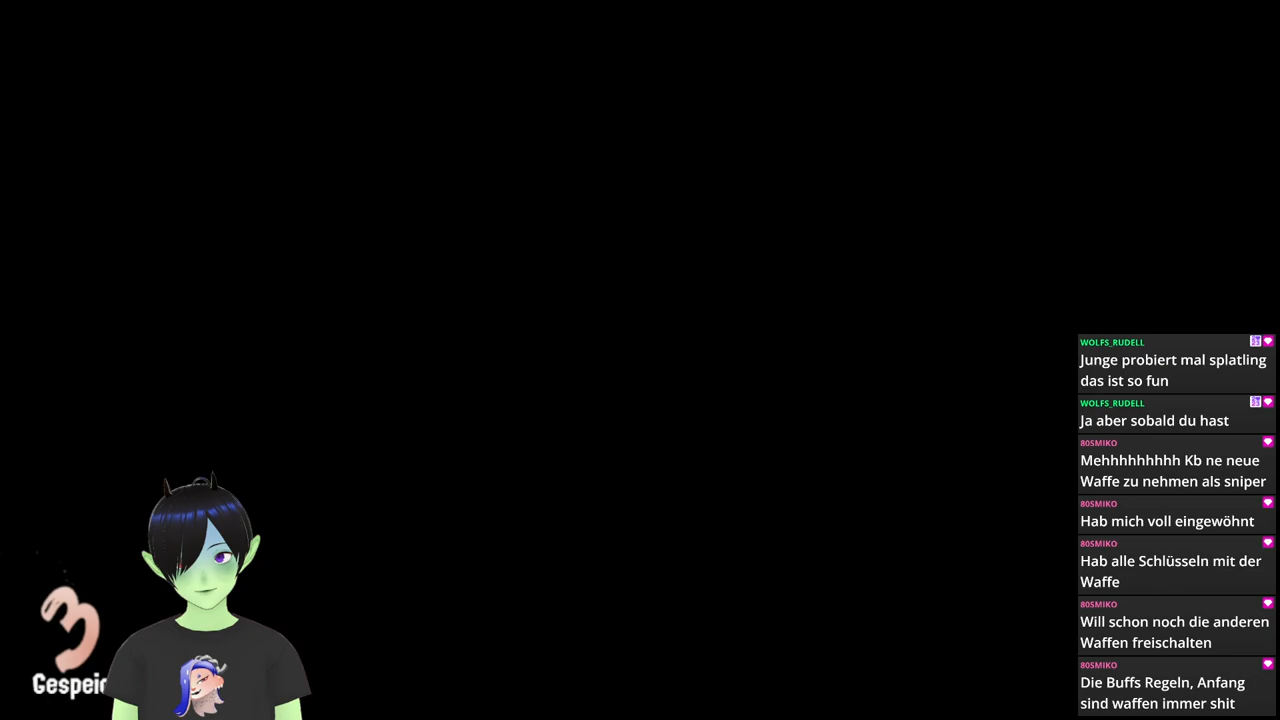 WOLFS_RUDELL
Junge probiert mal splatling
das ist so fun
WOLFS_RUDELL
Ja aber sobald du hast
80SMIKO
Mehhhhhhhhh Kb ne neue
Waffe zu nehmen als sniper
80SMIKO
Hab mich voll eingewöhnt
80SMIKO
Hab alle Schlüsseln mit der
Waffe
80SMIKO
Will schon noch die anderen
Waffen freischalten
80SMIKO
Die Buffs Regeln, Anfang
sind waffen immer shit
3